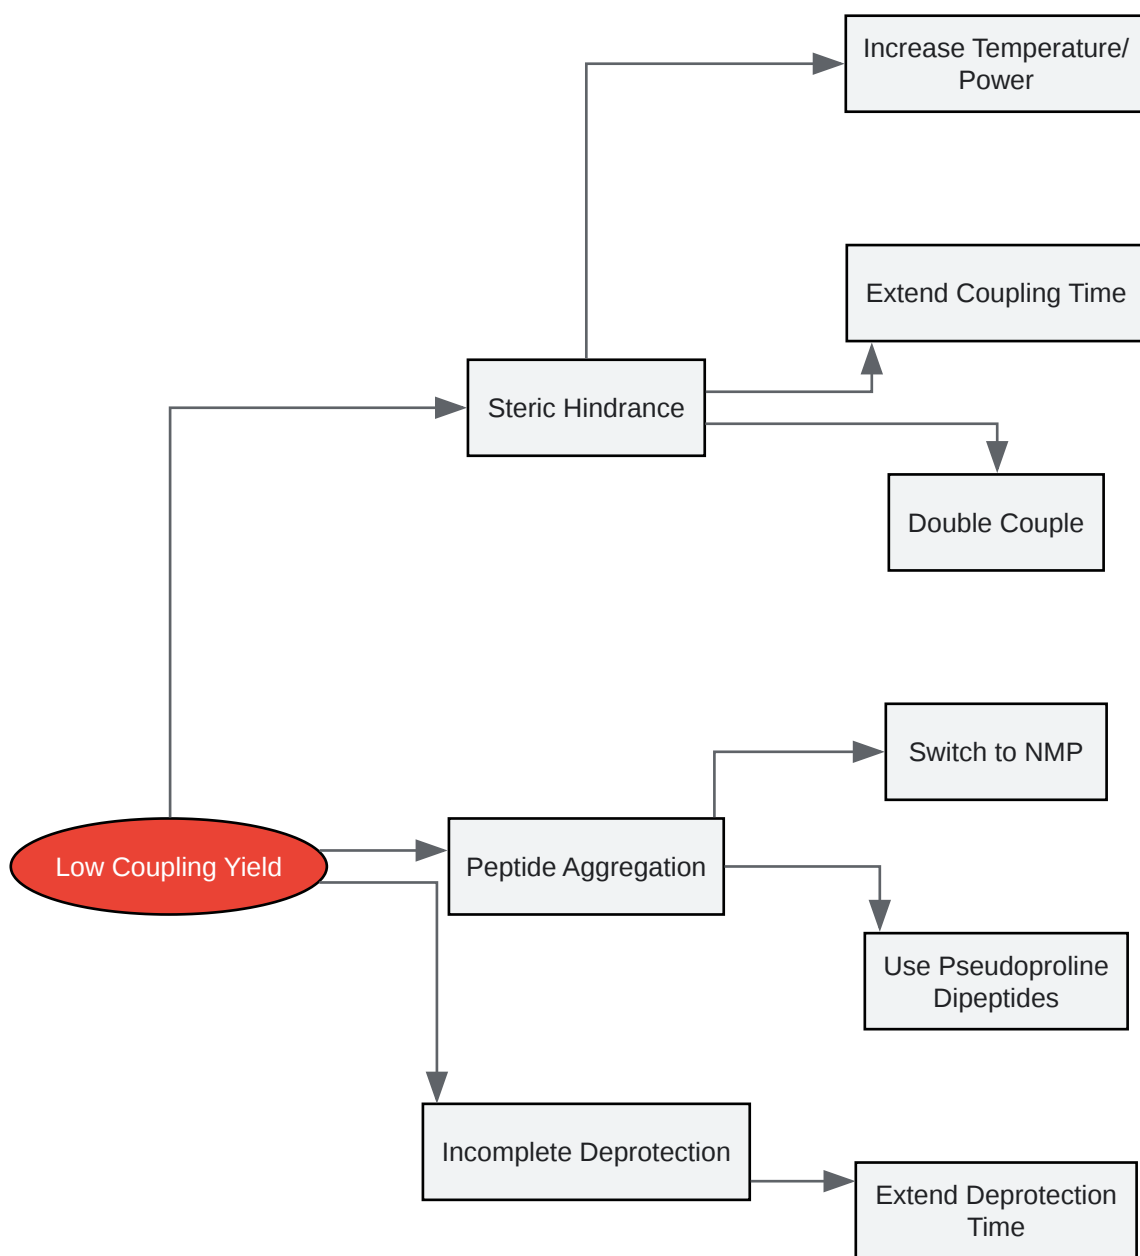 Increase Temperature/
Power
Extend Coupling Time
Steric Hindrance
Double Couple
Switch to NMP
Low Coupling Yield
Peptide Aggregation
Use Pseudoproline
Dipeptides
Incomplete Deprotection
Extend Deprotection
Time